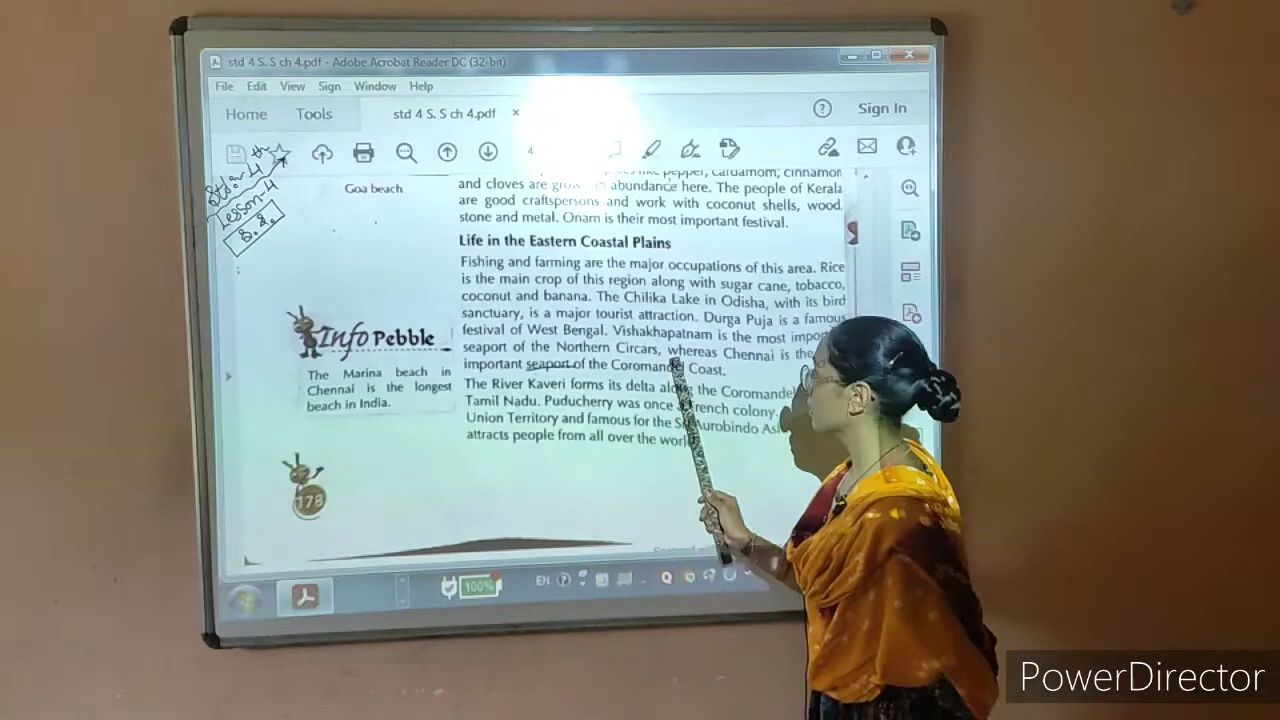 std 4 S. S ch 4.pdf - Adobe Acrobat Reader DC (32-bit)
File Edit View Sign Window Help
Home Tools std 4 S. S ch 4.pdf × ? Sign In
4
Std. 4th
Lesson-4
S. S.
Goa beach
pepper, cardamom, cinnamon
and cloves are abundance here. The people of Kerala
are good craftspersons and work with coconut shells, wood,
stone and metal. Onam is their most important festival.
Life in the Eastern Coastal Plains
Fishing and farming are the major occupations of this area. Rice
is the main crop of this region along with sugar cane, tobacco,
coconut and banana. The Chilika Lake in Odisha, with its bird
sanctuary, is a major tourist attraction. Durga Puja is a famous
festival of West Bengal. Vishakhapatnam is the most
seaport of the Northern Circars, whereas Chennai is the
important seaport of the Coromandel Coast.
The River Kaveri forms its delta along the Coromandel
Tamil Nadu. Puducherry was once a French colony.
Union Territory and famous for the Aurobindo
attracts people from all over the
Info Pebble
The Marina beach in
Chennai is the longest
beach in India.
178
100% EN
PowerDirector